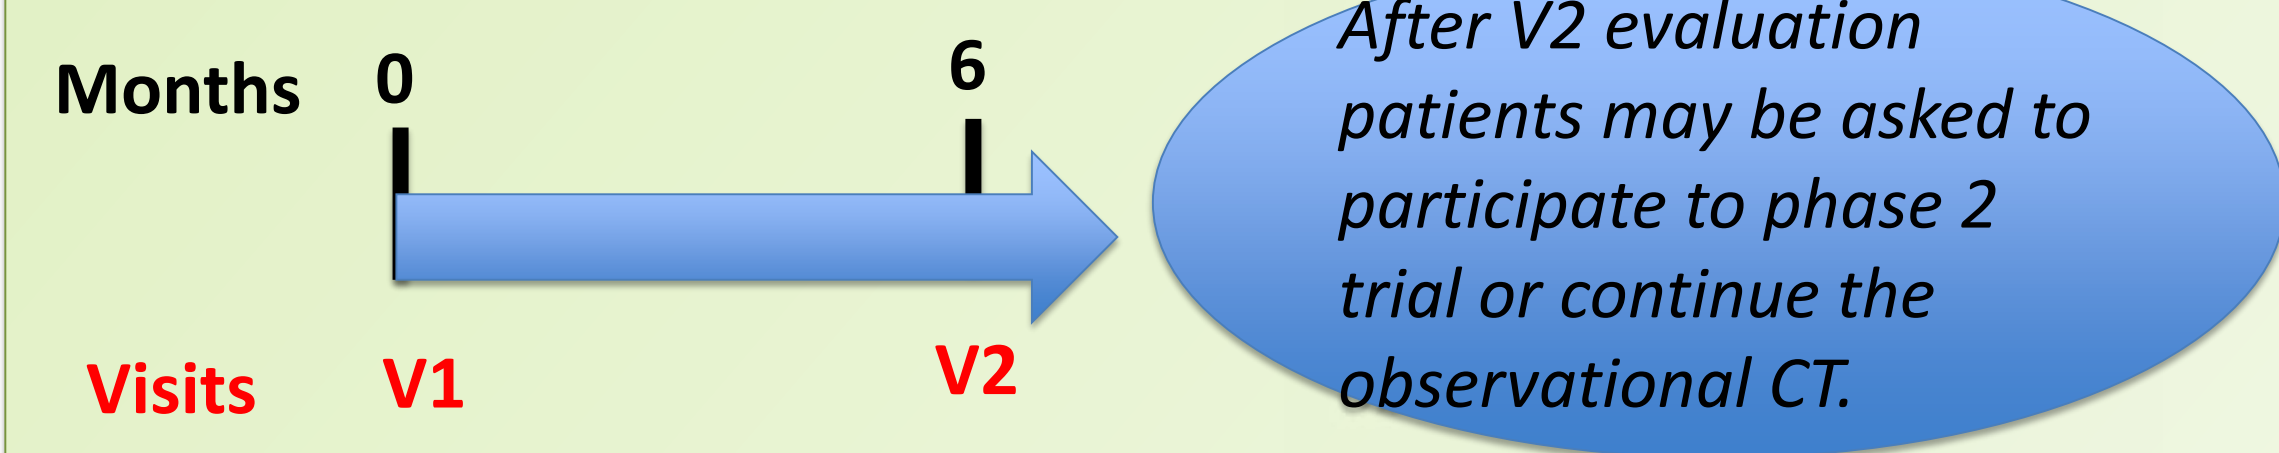 Months 0 6
Visits V1 V2
After V2 evaluation
patients may be asked to
participate to phase 2
trial or continue the
observational CT.